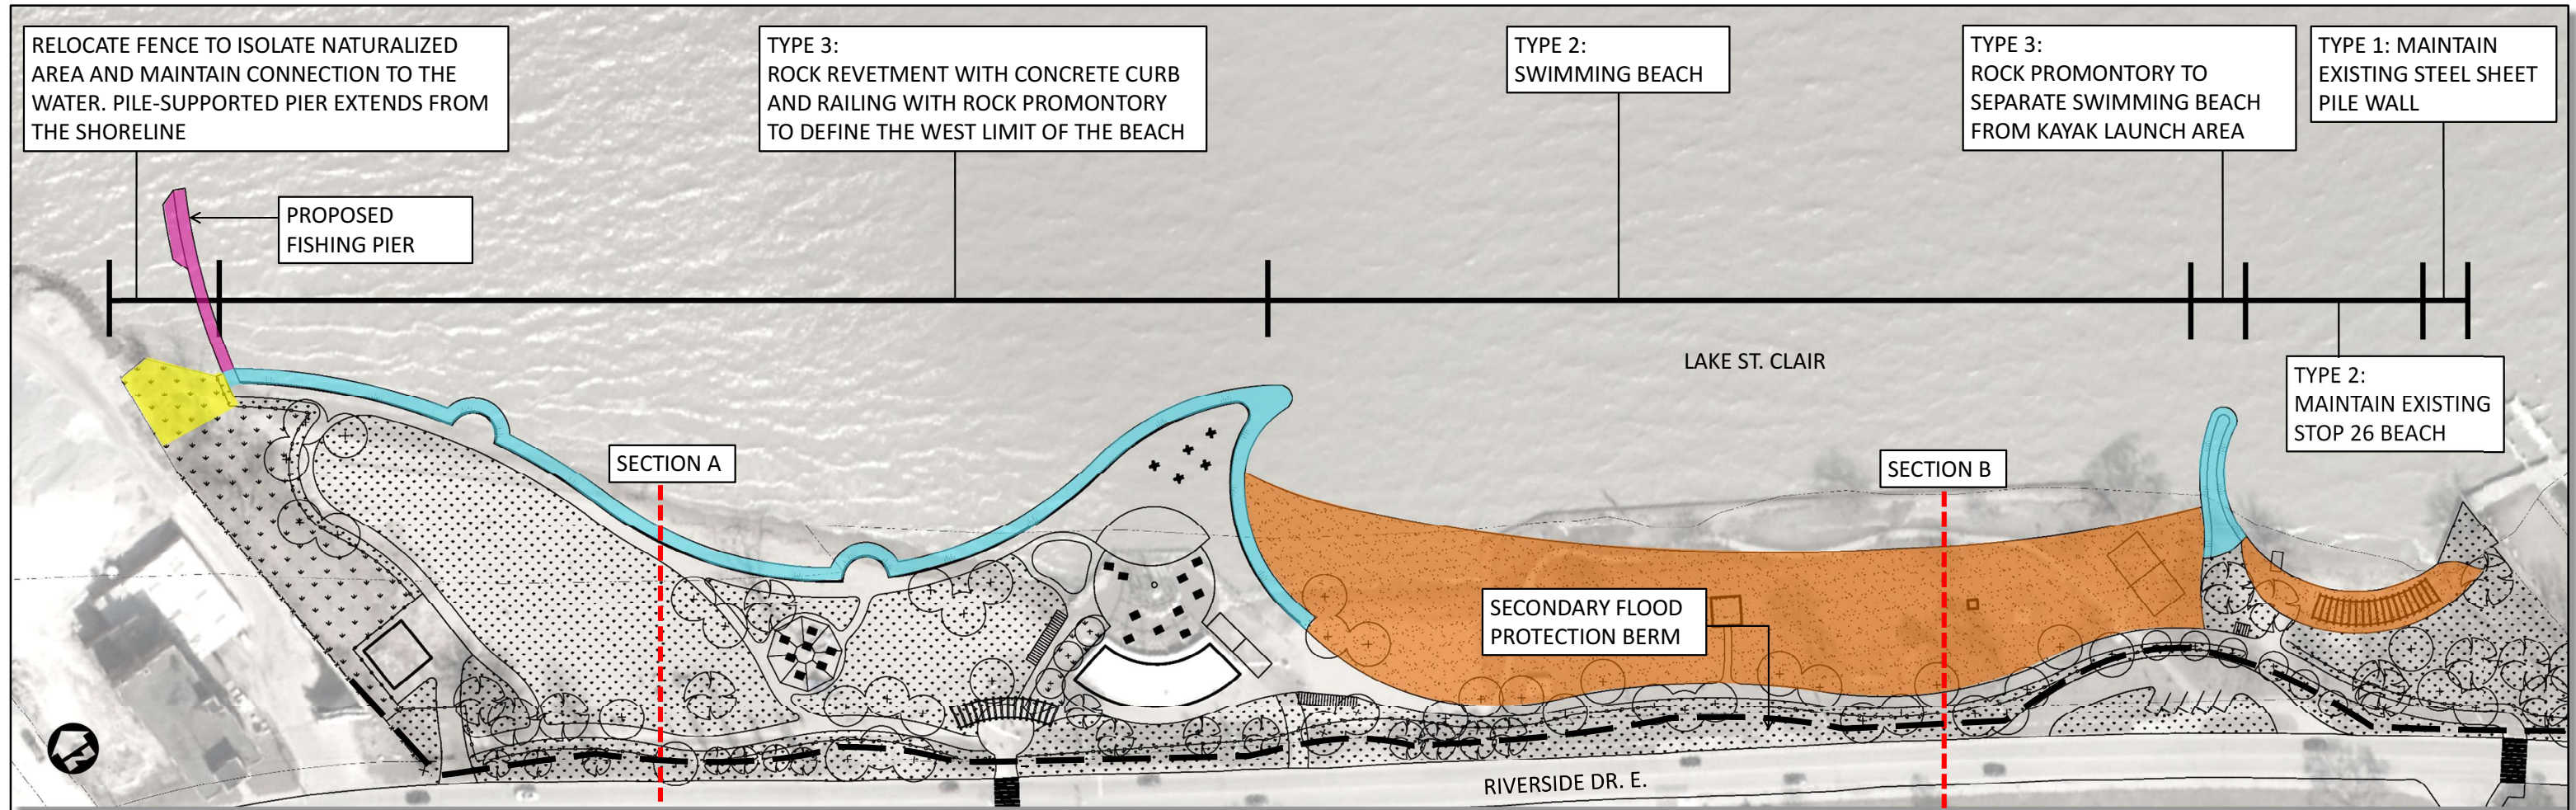 RELOCATE FENCE TO ISOLATE NATURALIZED
AREA AND MAINTAIN CONNECTION TO THE
WATER. PILE-SUPPORTED PIER EXTENDS FROM
THE SHORELINE
TYPE 3:
ROCK REVETMENT WITH CONCRETE CURB
AND RAILING WITH ROCK PROMONTORY
TO DEFINE THE WEST LIMIT OF THE BEACH
TYPE 2:
SWIMMING BEACH
TYPE 3:
ROCK PROMONTORY TO
SEPARATE SWIMMING BEACH
FROM KAYAK LAUNCH AREA
TYPE 1: MAINTAIN
EXISTING STEEL SHEET
PILE WALL
PROPOSED
FISHING PIER
LAKE ST. CLAIR
TYPE 2:
MAINTAIN EXISTING
STOP 26 BEACH
SECTION A
SECTION B
SECONDARY FLOOD
PROTECTION BERM
RIVERSIDE DR. E.